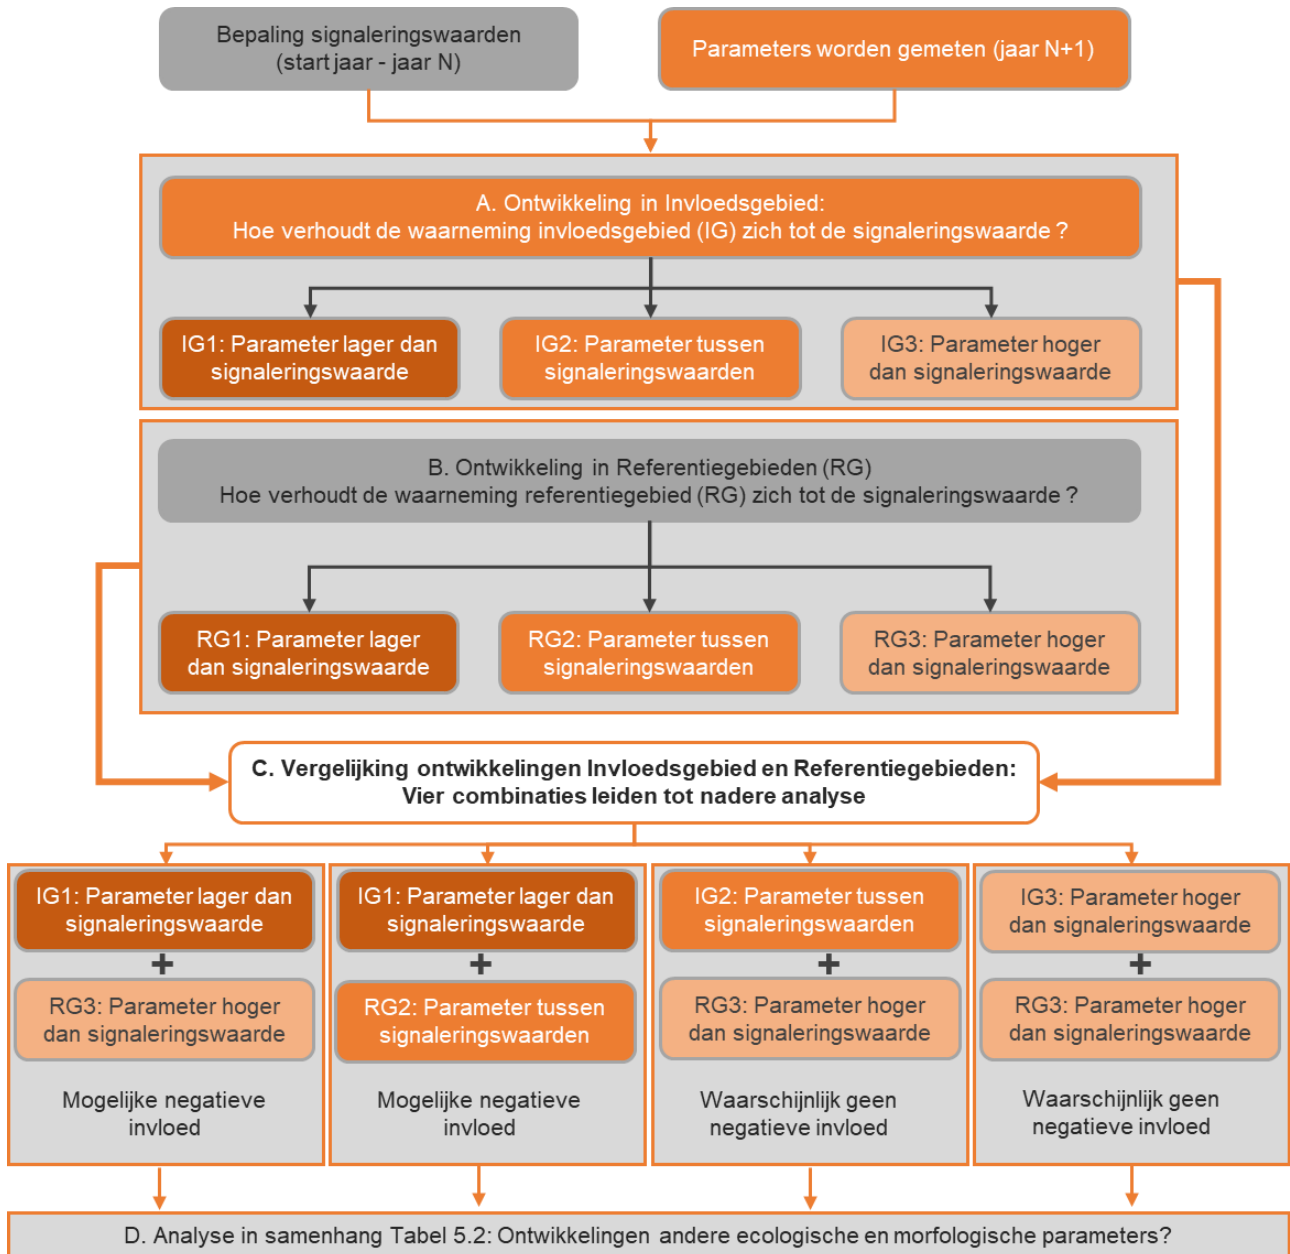 Bepaling signaleringswaarden
(start jaar - jaar N)
Parameters worden gemeten (jaar N+1)
A. Ontwikkeling in Invloedsgebied:
Hoe verhoudt de waarneming invloedsgebied (IG) zich tot de signaleringswaarde ?
IG1: Parameter lager dan
signaleringswaarde
IG2: Parameter tussen
signaleringswaarden
IG3: Parameter hoger
dan signaleringswaarde
B. Ontwikkeling in Referentiegebieden (RG)
Hoe verhoudt de waarneming referentiegebied (RG) zich tot de signaleringswaarde ?
RG1: Parameter lager
dan signaleringswaarde
RG2: Parameter tussen
signaleringswaarden
RG3: Parameter hoger
dan signaleringswaarde
C. Vergelijking ontwikkelingen Invloedsgebied en Referentiegebieden:
Vier combinaties leiden tot nadere analyse
IG1: Parameter lager dan
signaleringswaarde
+
RG3: Parameter hoger
dan signaleringswaarde
Mogelijke negatieve
invloed
IG1: Parameter lager dan
signaleringswaarde
+
RG2: Parameter tussen
signaleringswaarden
Mogelijke negatieve
invloed
IG2: Parameter tussen
signaleringswaarden
+
RG3: Parameter hoger
dan signaleringswaarde
Waarschijnlijk geen
negatieve invloed
IG3: Parameter hoger
dan signaleringswaarde
+
RG3: Parameter hoger
dan signaleringswaarde
Waarschijnlijk geen
negatieve invloed
D. Analyse in samenhang Tabel 5.2: Ontwikkelingen andere ecologische en morfologische parameters?